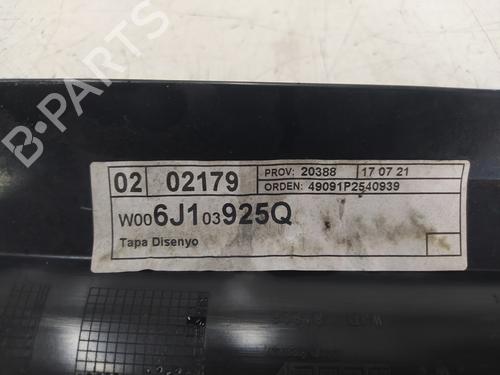 B-PARTS
02 02179 PROV: 20388 17 07 21
ORDEN: 49091P2540939
W006J103925Q
Tapa Disenyo